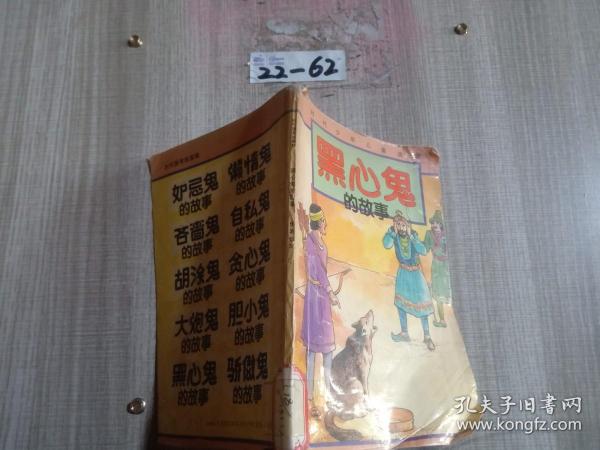 22-62
黑心鬼
的故事
妒忌鬼
的故事
懒惰鬼
的故事
吝啬鬼
的故事
自私鬼
的故事
胡涂鬼
的故事
贪心鬼
的故事
大炮鬼
的故事
胆小鬼
的故事
黑心鬼
的故事
骄傲鬼
的故事
孔夫子旧书网
www.kongfz.com